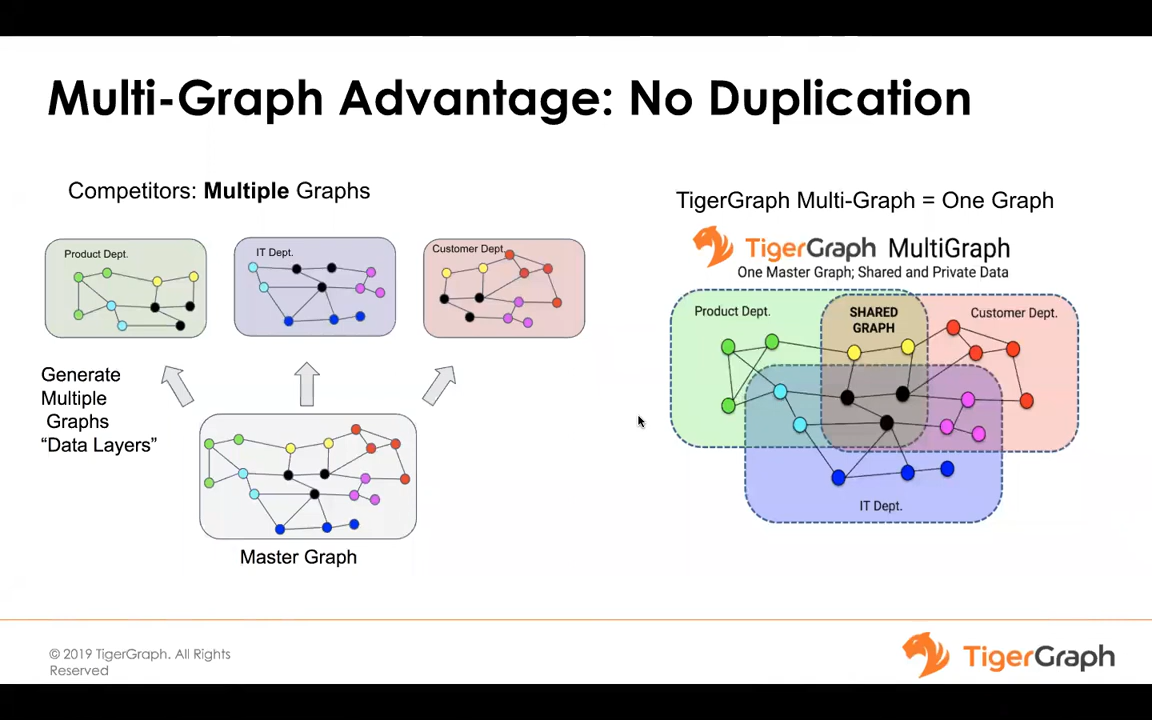 Multi-Graph Advantage: No Duplication
Competitors: Multiple Graphs
Product Dept.
IT Dept.
Customer Dept.
Generate
Multiple
Graphs
“Data Layers”
Master Graph
TigerGraph Multi-Graph = One Graph
TigerGraph MultiGraph
One Master Graph; Shared and Private Data
Product Dept.
SHARED
GRAPH
Customer Dept.
IT Dept.
© 2019 TigerGraph. All Rights
Reserved
TigerGraph